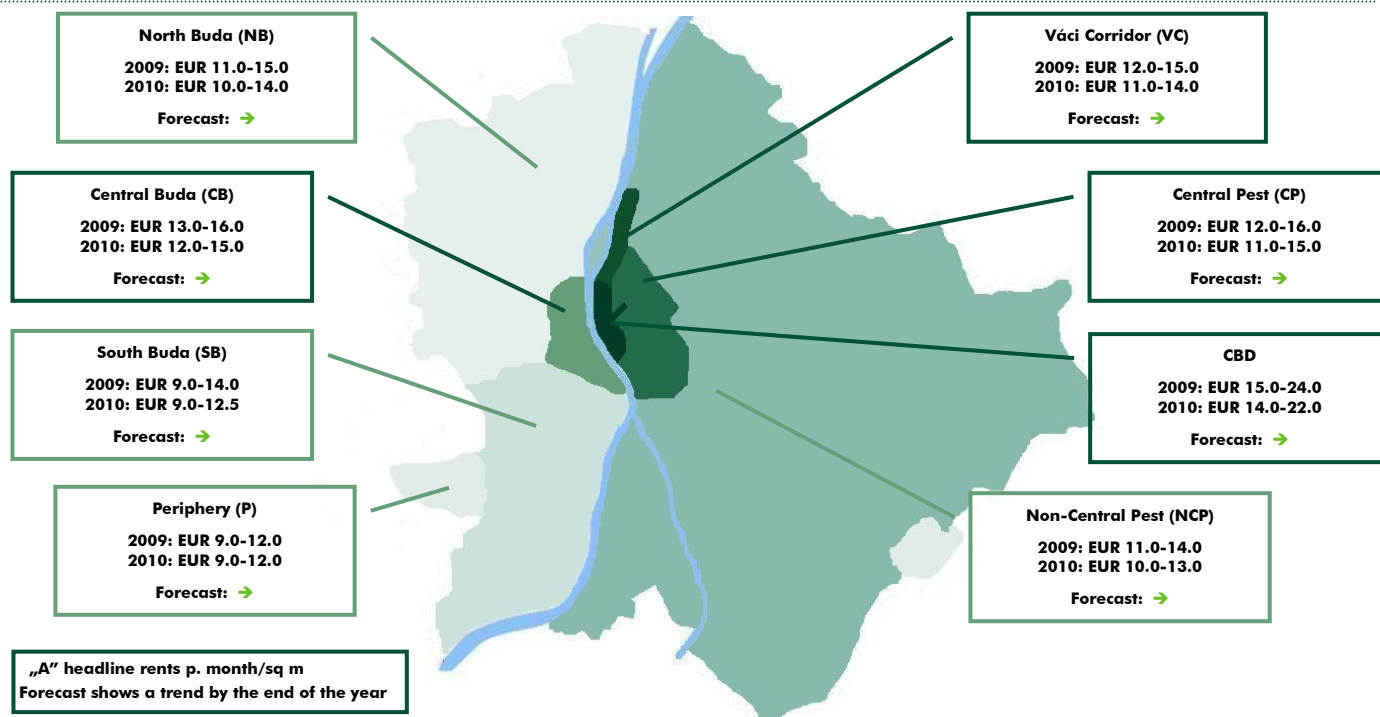 North Buda (NB)
2009: EUR 11.0-15.0
2010: EUR 10.0-14.0
Forecast: ➔
Central Buda (CB)
2009: EUR 13.0-16.0
2010: EUR 12.0-15.0
Forecast: ➔
South Buda (SB)
2009: EUR 9.0-14.0
2010: EUR 9.0-12.5
Forecast: ➔
Periphery (P)
2009: EUR 9.0-12.0
2010: EUR 9.0-12.0
Forecast: ➔
„A” headline rents p. month/sq m
Forecast shows a trend by the end of the year
Váci Corridor (VC)
2009: EUR 12.0-15.0
2010: EUR 11.0-14.0
Forecast: ➔
Central Pest (CP)
2009: EUR 12.0-16.0
2010: EUR 11.0-15.0
Forecast: ➔
CBD
2009: EUR 15.0-24.0
2010: EUR 14.0-22.0
Forecast: ➔
Non-Central Pest (NCP)
2009: EUR 11.0-14.0
2010: EUR 10.0-13.0
Forecast: ➔